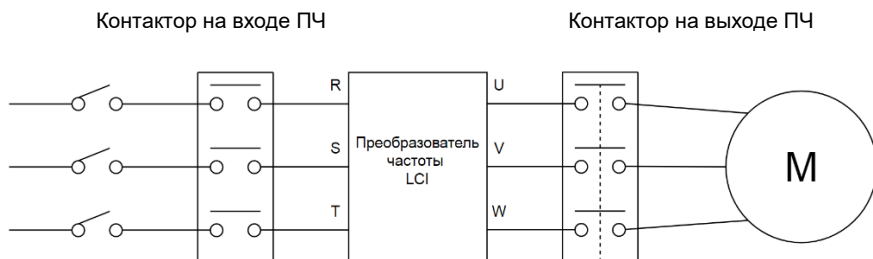 Контактор на входе ПЧ
Контактор на выходе ПЧ
R
U
S
Преобразователь
частоты
LCI
V
M
T
W